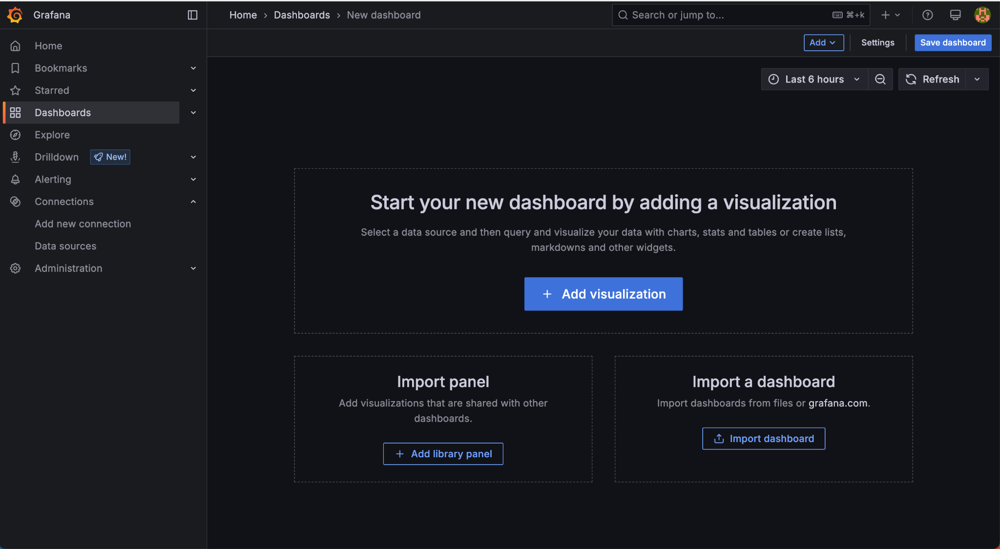 Grafana
Home › Dashboards › New dashboard
Search or jump to...
⌘+k
Add
Settings
Save dashboard
Home
Bookmarks
Starred
Dashboards
Explore
Drilldown
New!
Alerting
Connections
Add new connection
Data sources
Administration
Last 6 hours
Refresh
Start your new dashboard by adding a visualization
Select a data source and then query and visualize your data with charts, stats and tables or create lists,
markdowns and other widgets.
+ Add visualization
Import panel
Add visualizations that are shared with other
dashboards.
+ Add library panel
Import a dashboard
Import dashboards from files or grafana.com.
Import dashboard